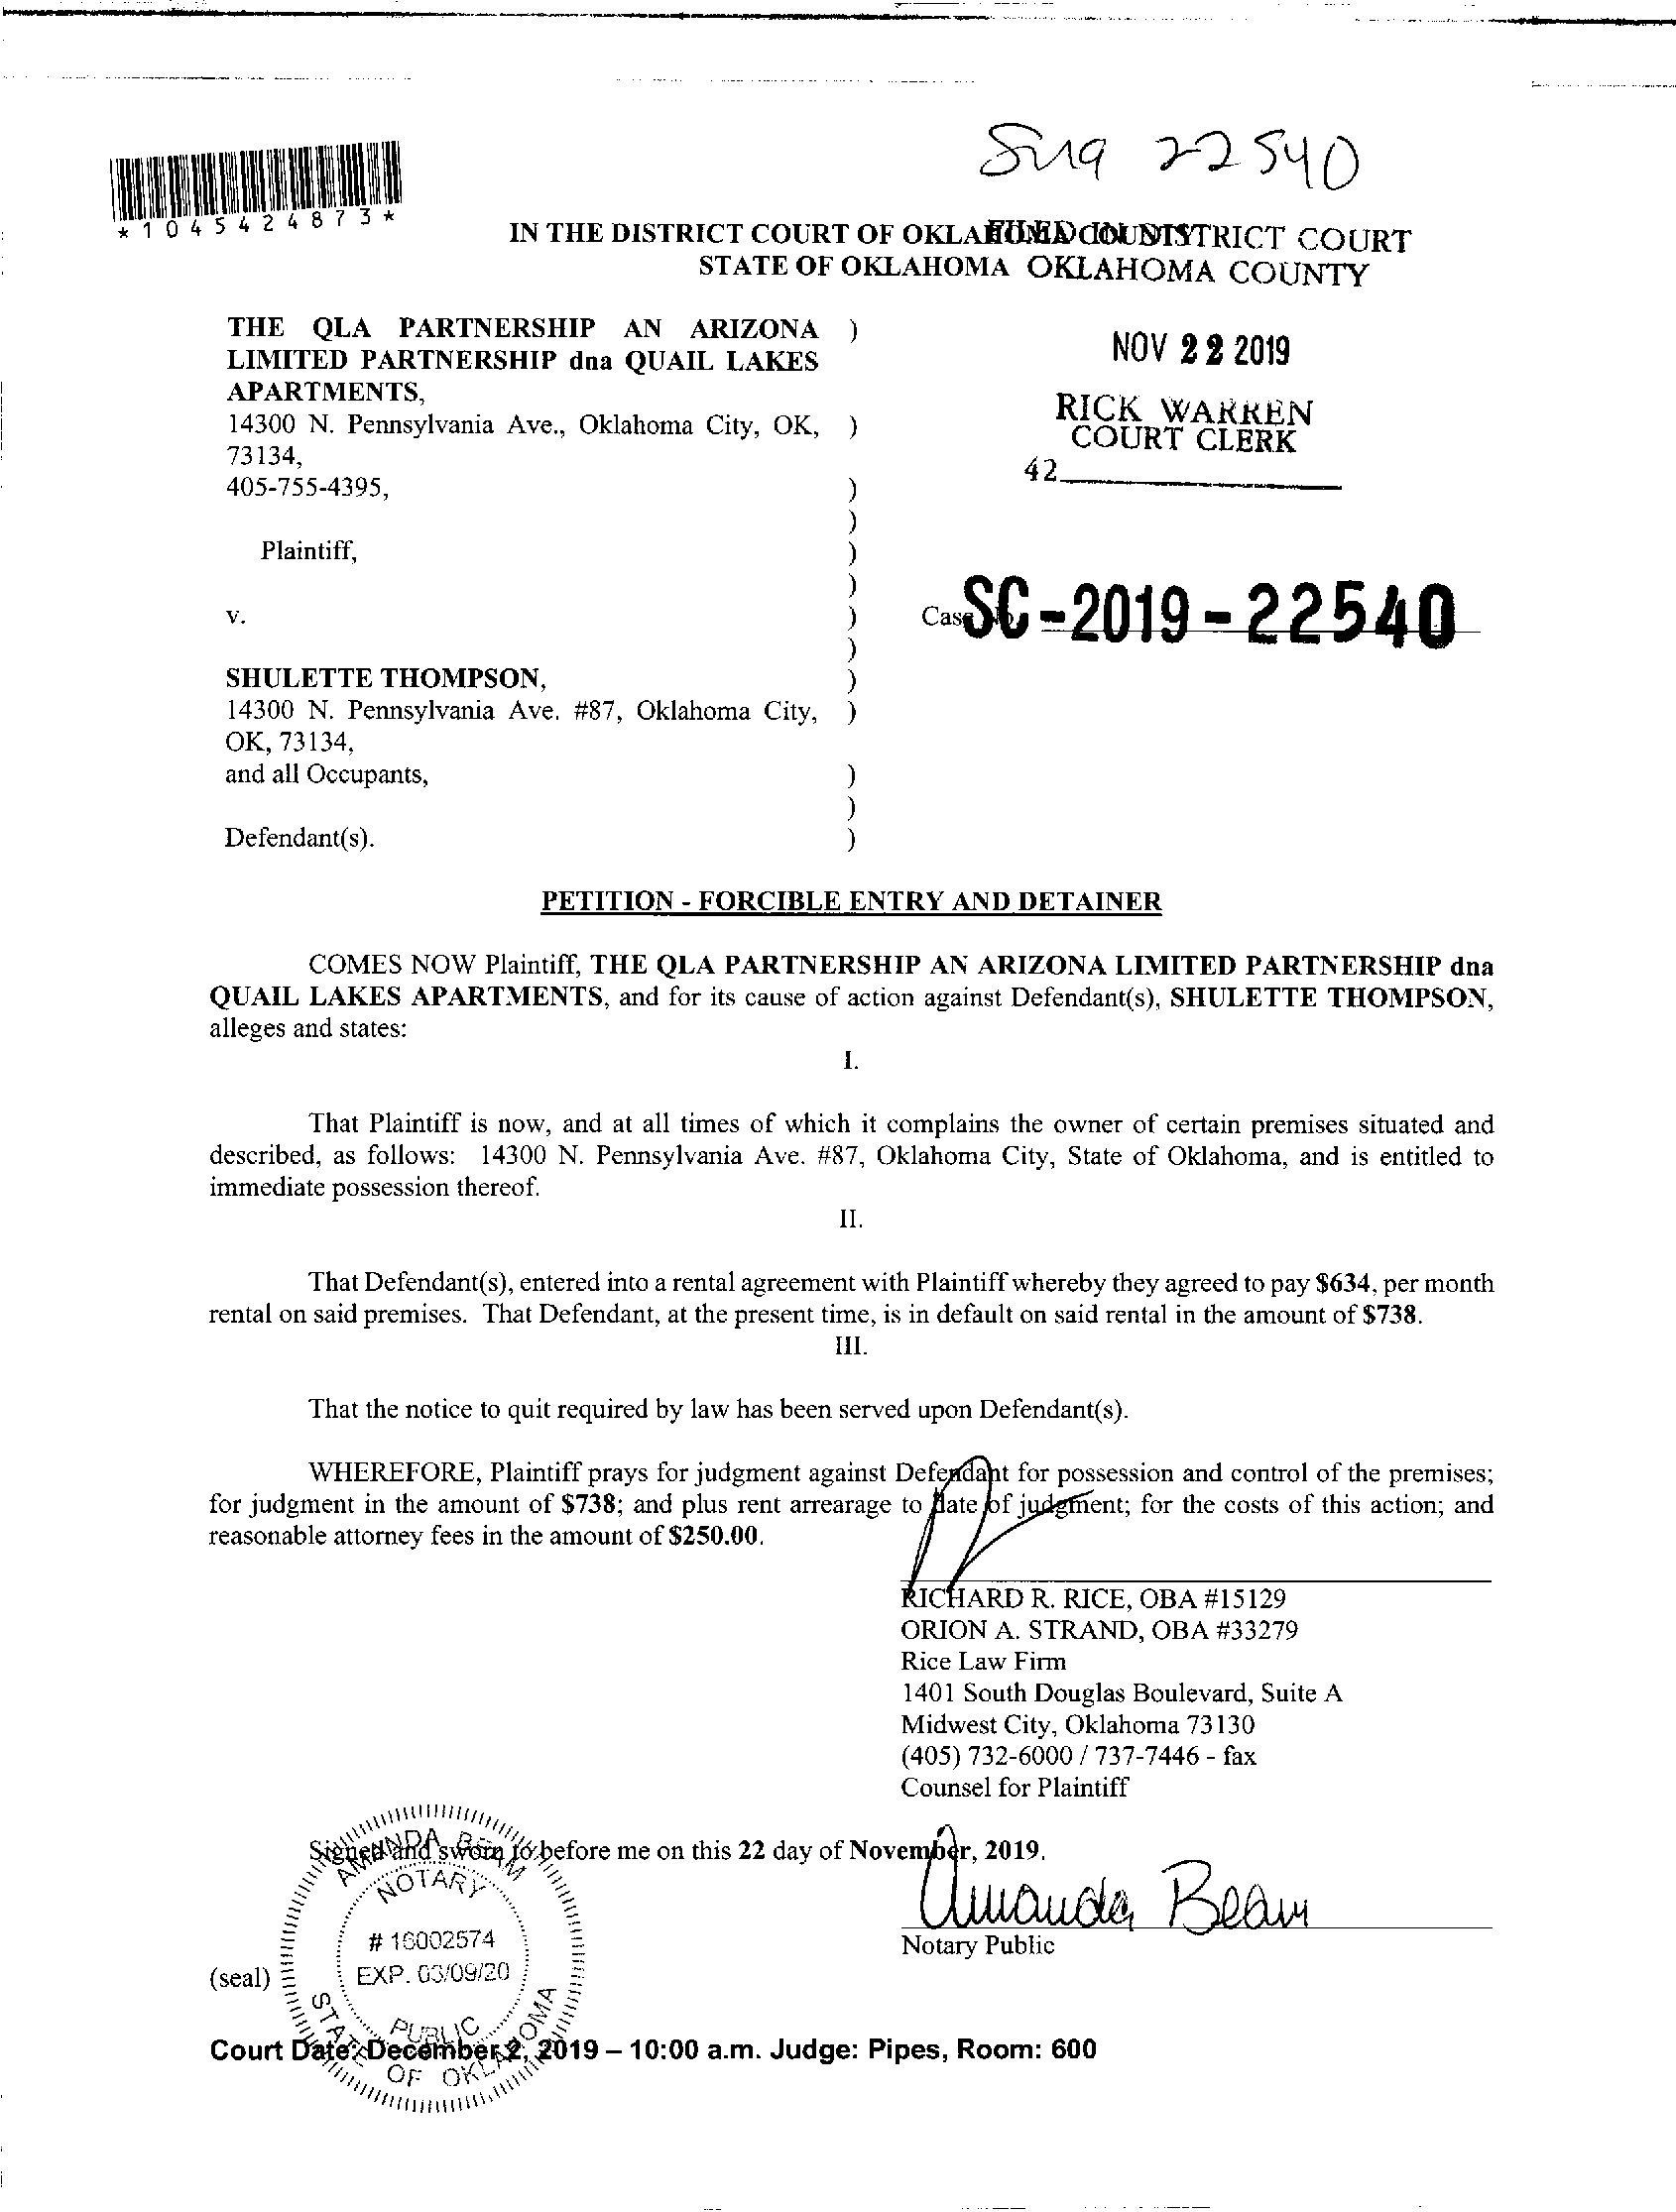 22540
*1045424873*
IN THE DISTRICT COURT OF OKLAHOMA COUNTY
STATE OF OKLAHOMA
FILED IN DISTRICT COURT
OKLAHOMA COUNTY
NOV 22 2019
RICK WARREN
COURT CLERK
42
THE QLA PARTNERSHIP AN ARIZONA )
LIMITED PARTNERSHIP dna QUAIL LAKES
APARTMENTS,
14300 N. Pennsylvania Ave., Oklahoma City, OK, )
73134,
405-755-4395, )
)
Plaintiff, )
)
v. )
)
SHULETTE THOMPSON, )
14300 N. Pennsylvania Ave. #87, Oklahoma City, )
OK, 73134,
and all Occupants, )
)
Defendant(s). )
Case No. SC-2019-22540
PETITION - FORCIBLE ENTRY AND DETAINER
COMES NOW Plaintiff, THE QLA PARTNERSHIP AN ARIZONA LIMITED PARTNERSHIP dna
QUAIL LAKES APARTMENTS, and for its cause of action against Defendant(s), SHULETTE THOMPSON,
alleges and states:
I.
That Plaintiff is now, and at all times of which it complains the owner of certain premises situated and
described, as follows: 14300 N. Pennsylvania Ave. #87, Oklahoma City, State of Oklahoma, and is entitled to
immediate possession thereof.
II.
That Defendant(s), entered into a rental agreement with Plaintiff whereby they agreed to pay $634, per month
rental on said premises. That Defendant, at the present time, is in default on said rental in the amount of $738.
III.
That the notice to quit required by law has been served upon Defendant(s).
WHEREFORE, Plaintiff prays for judgment against Defendant for possession and control of the premises;
for judgment in the amount of $738; and plus rent arrearage to date of judgment; for the costs of this action; and
reasonable attorney fees in the amount of $250.00.
RICHARD R. RICE, OBA #15129
ORION A. STRAND, OBA #33279
Rice Law Firm
1401 South Douglas Boulevard, Suite A
Midwest City, Oklahoma 73130
(405) 732-6000 / 737-7446 - fax
Counsel for Plaintiff
Signed and sworn to before me on this 22 day of November, 2019.
Amanda Beam
Notary Public
(seal)
AMANDA BEAM
NOTARY
# 16002574
EXP. 03/09/20
PUBLIC
STATE OF OKLAHOMA
Court Date: December 2, 2019 – 10:00 a.m. Judge: Pipes, Room: 600